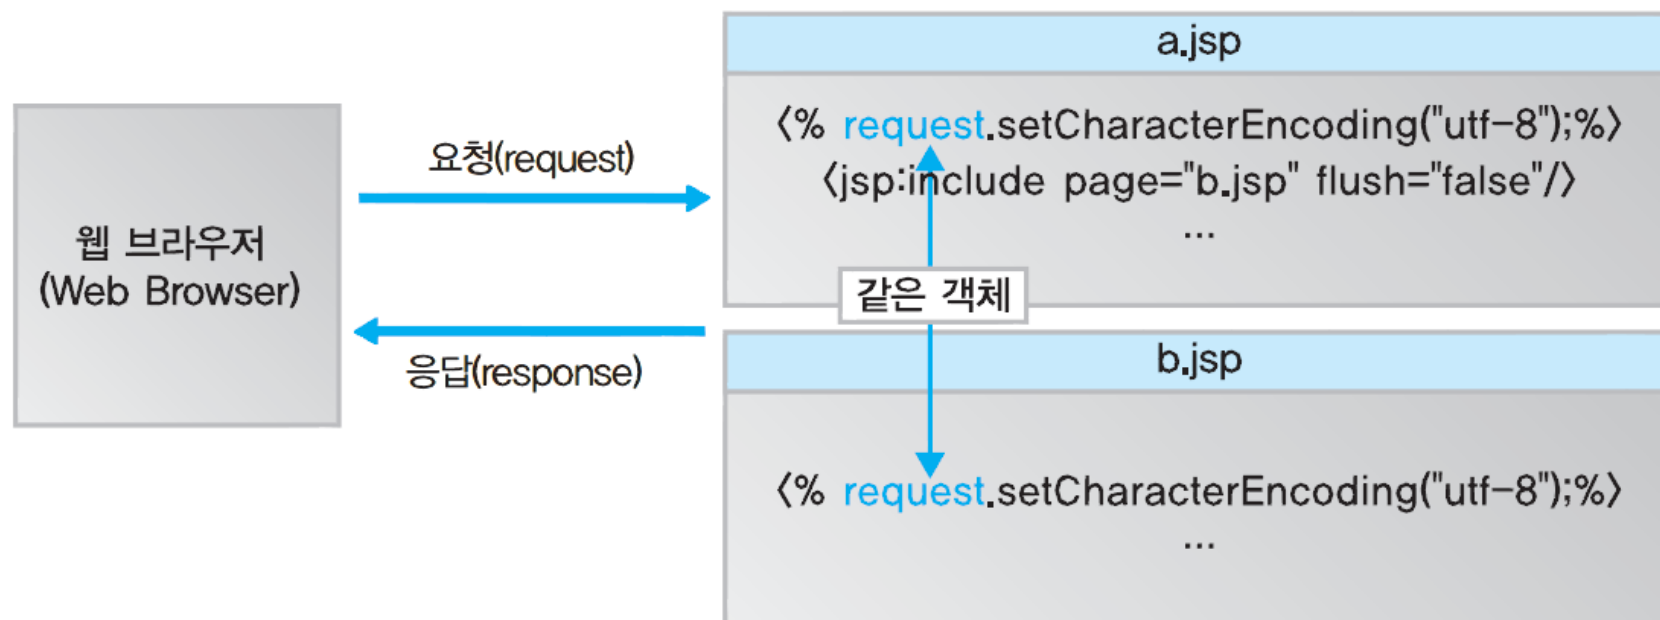 웹 브라우저
(Web Browser)
요청(request)
응답(response)
a.jsp
<% request.setCharacterEncoding("utf-8");%>
<jsp:include page="b.jsp" flush="false"/>
...
같은 객체
b.jsp
<% request.setCharacterEncoding("utf-8");%>
...